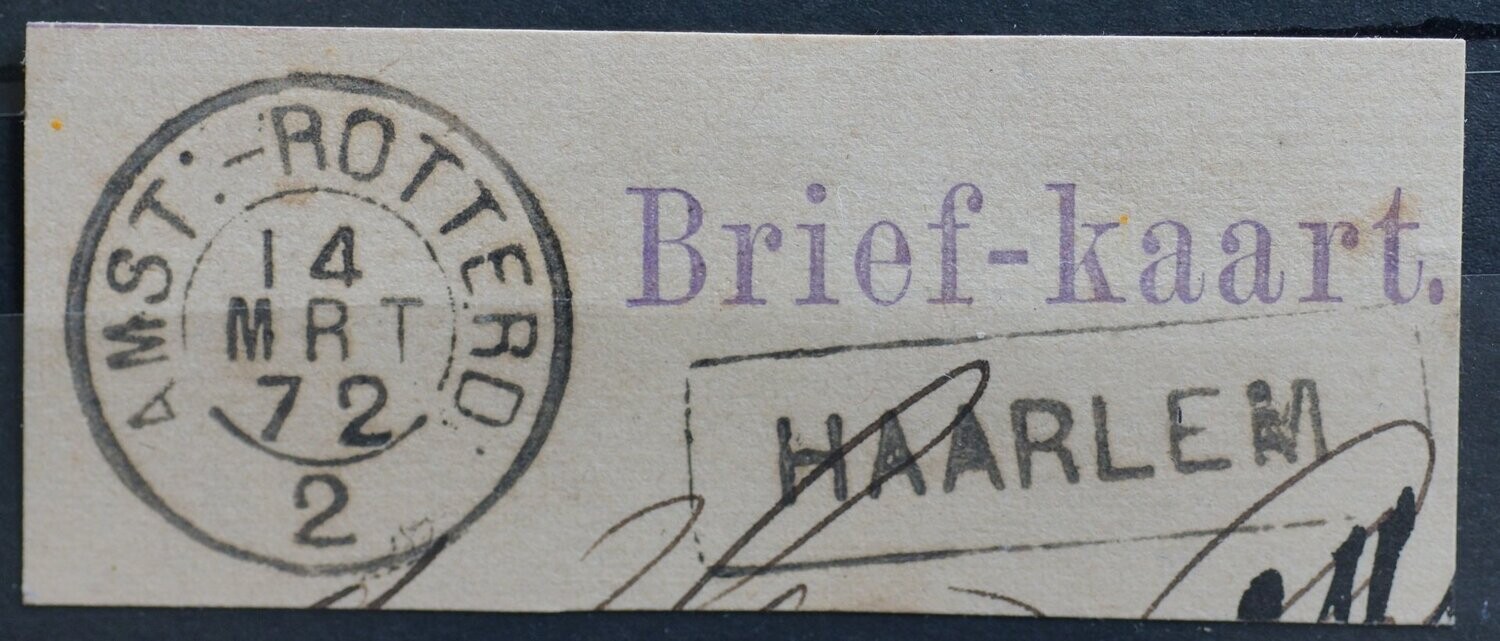 AMST.-ROTTERD.
14
MRT
72
2
Brief-kaart.
HAARLEM